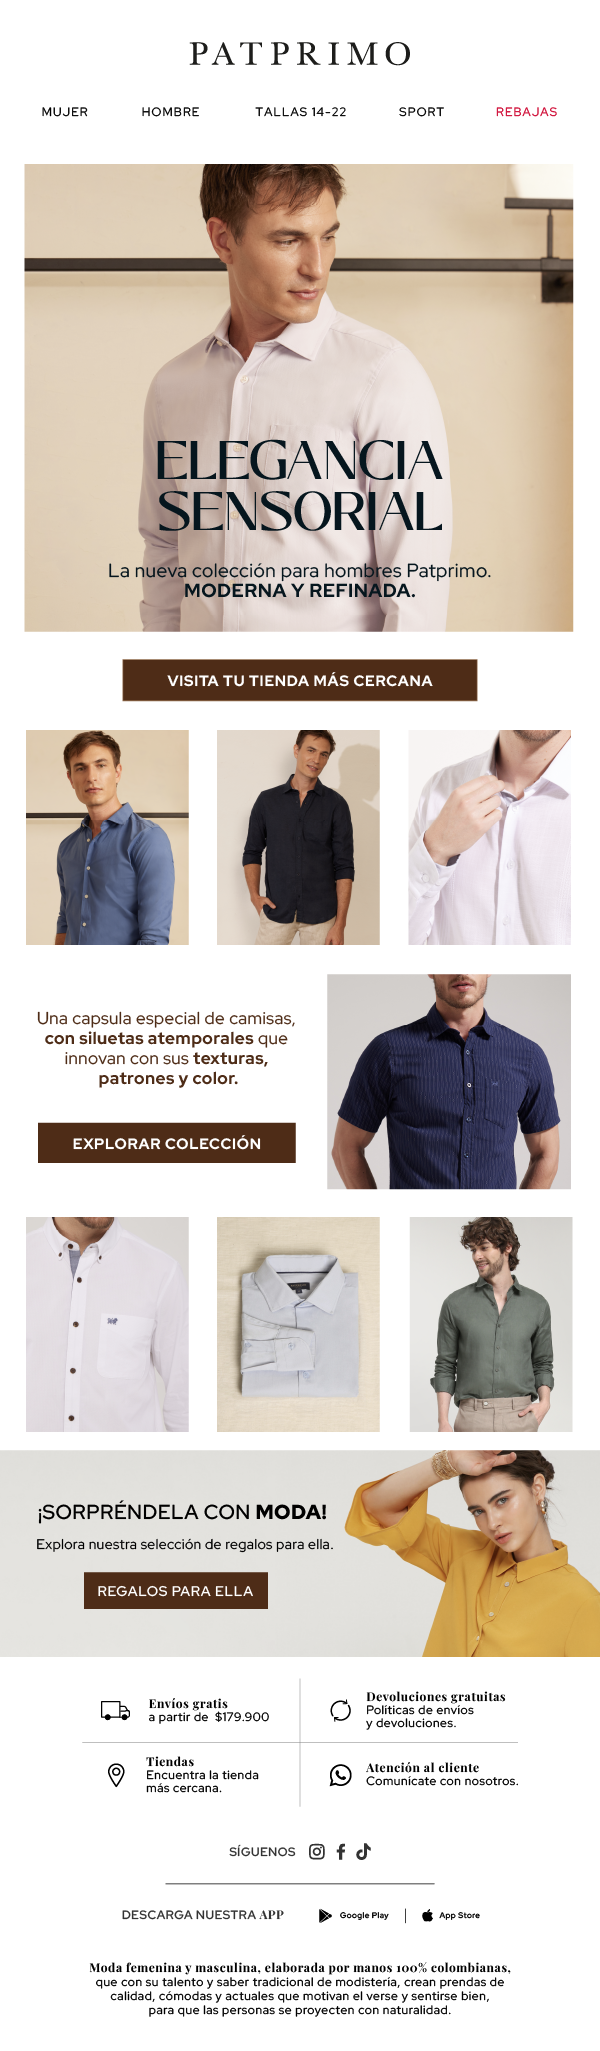 PATPRIMO
MUJER HOMBRE TALLAS 14-22 SPORT REBAJAS
ELEGANCIA
SENSORIAL
La nueva colección para hombres Patprimo.
MODERNA Y REFINADA.
VISITA TU TIENDA MÁS CERCANA
Una capsula especial de camisas,
con siluetas atemporales que
innovan con sus texturas,
patrones y color.
EXPLORAR COLECCIÓN
¡SORPRÉNDELA CON MODA!
Explora nuestra selección de regalos para ella.
REGALOS PARA ELLA
Envíos gratis
a partir de $179.900
Devoluciones gratuitas
Políticas de envíos
y devoluciones.
Tiendas
Encuentra la tienda
más cercana.
Atención al cliente
Comunícate con nosotros.
SÍGUENOS
DESCARGA NUESTRA APP Google Play App Store
Moda femenina y masculina, elaborada por manos 100% colombianas,
que con su talento y saber tradicional de modistería, crean prendas de
calidad, cómodas y actuales que motivan el verse y sentirse bien,
para que las personas se proyecten con naturalidad.